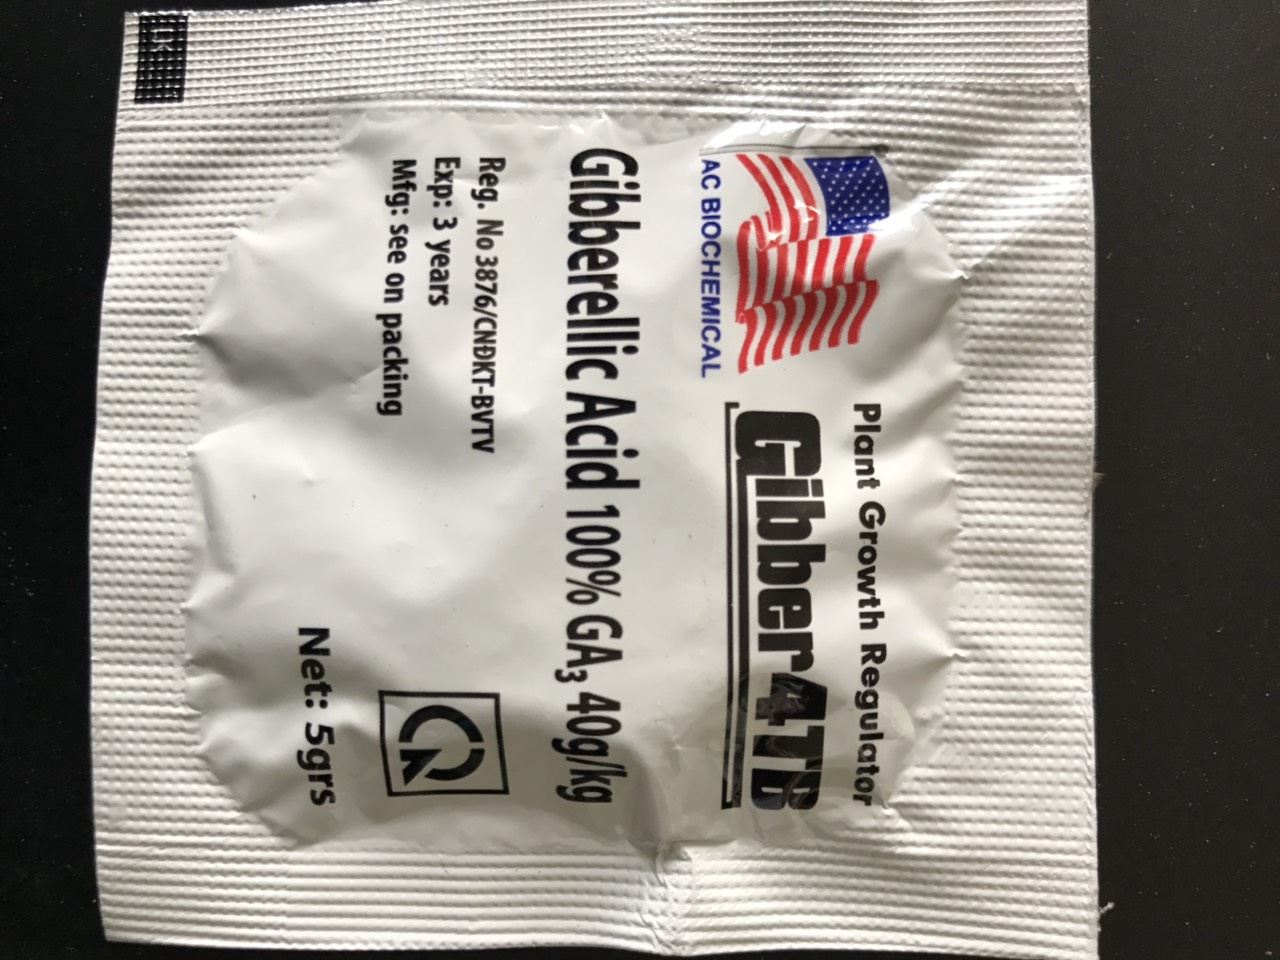 Plant Growth Regulator
Gibber4TB
AC BIOCHEMICAL
Gibberellic Acid 100% GA₃ 40g/kg
Reg. No 3876/CNĐKT-BVTV
Exp: 3 years
Mfg: see on packing
Net: 5grs